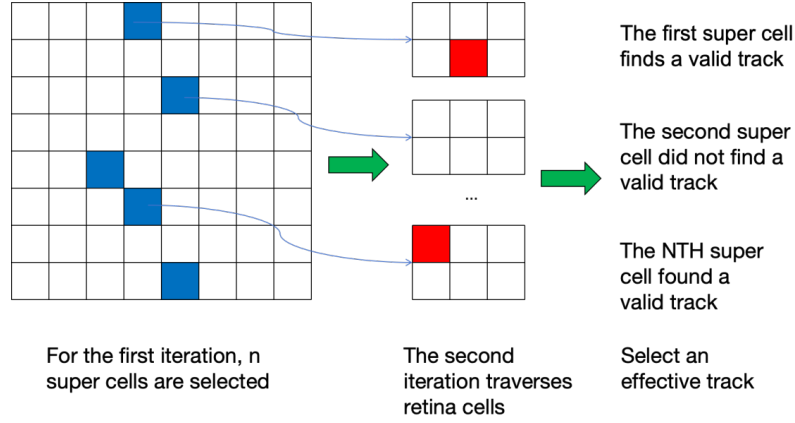 The first super cell
finds a valid track
The second super
cell did not find a
valid track
...
The NTH super
cell found a
valid track
For the first iteration, n
super cells are selected
The second
iteration traverses
retina cells
Select an
effective track